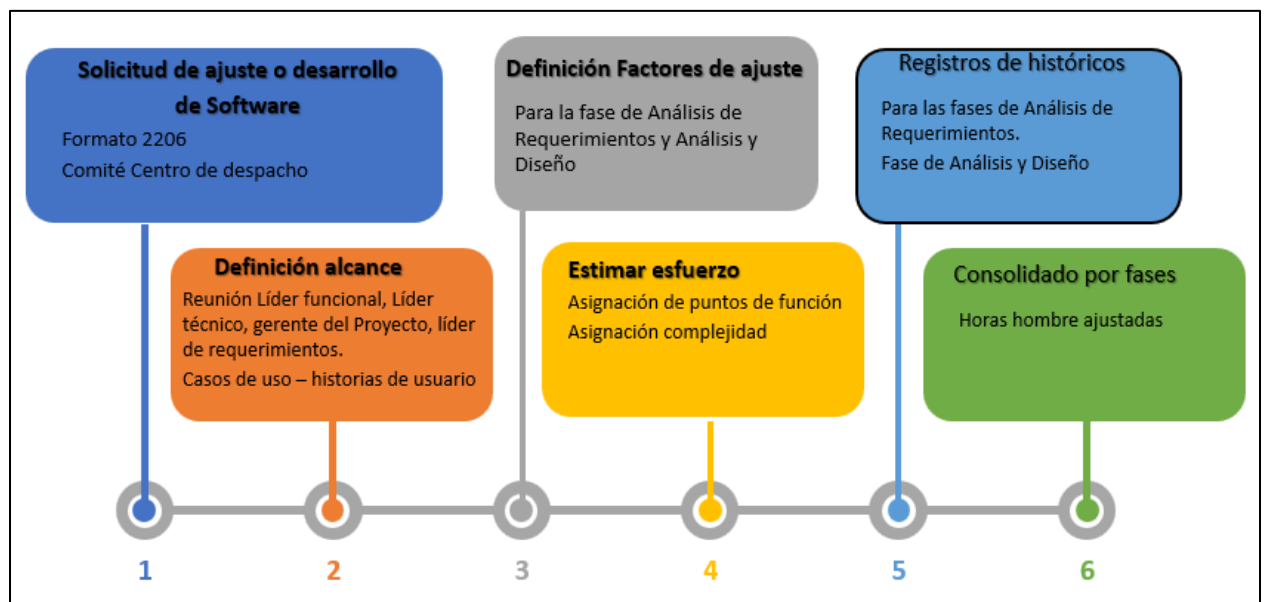 Solicitud de ajuste o desarrollo
de Software
Formato 2206
Comité Centro de despacho
Definición alcance
Reunión Líder funcional, Líder
técnico, gerente del Proyecto, líder
de requerimientos.
Casos de uso – historias de usuario
Definición Factores de ajuste
Para la fase de Análisis de
Requerimientos y Análisis y
Diseño
Estimar esfuerzo
Asignación de puntos de función
Asignación complejidad
Registros de históricos
Para las fases de Análisis de
Requerimientos.
Fase de Análisis y Diseño
Consolidado por fases
Horas hombre ajustadas
1
2
3
4
5
6